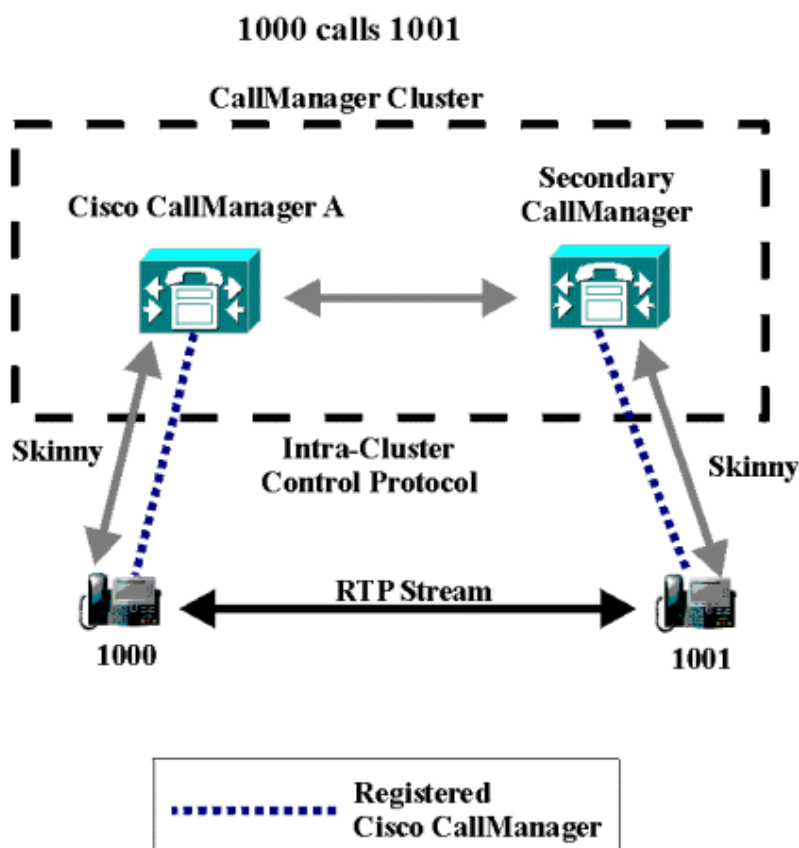 1000 calls 1001
CallManager Cluster
Cisco CallManager A
Secondary
CallManager
Skinny
Intra-Cluster
Control Protocol
Skinny
RTP Stream
1000
1001
Registered
Cisco CallManager